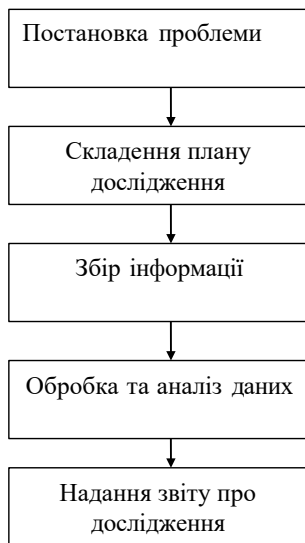 Постановка проблеми
Складення плану
дослідження
Збір інформації
Обробка та аналіз даних
Надання звіту про
дослідження